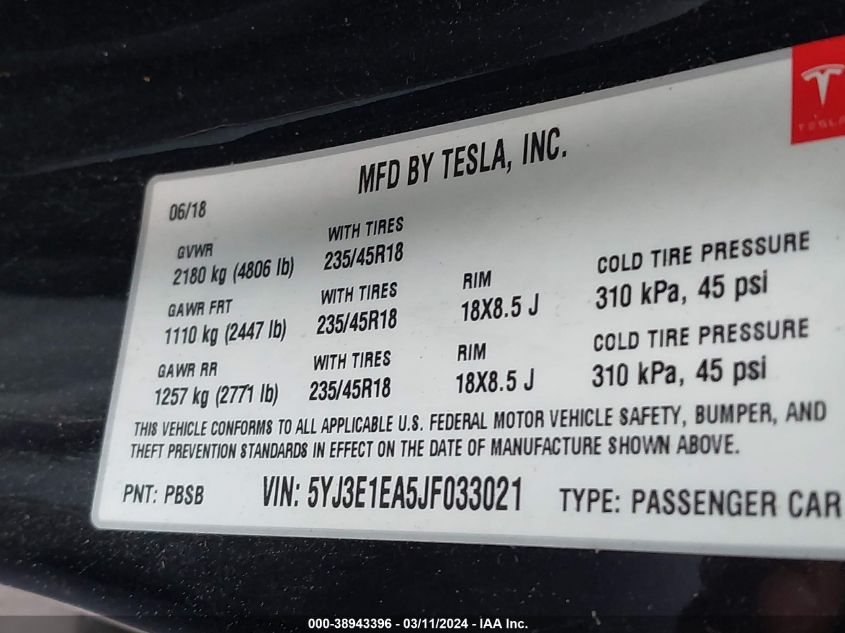 TESLA
MFD BY TESLA, INC.
06/18
GVWR
2180 kg (4806 lb)
WITH TIRES
235/45R18
GAWR FRT
1110 kg (2447 lb)
WITH TIRES
235/45R18
RIM
18X8.5 J
COLD TIRE PRESSURE
310 kPa, 45 psi
GAWR RR
1257 kg (2771 lb)
WITH TIRES
235/45R18
RIM
18X8.5 J
COLD TIRE PRESSURE
310 kPa, 45 psi
THIS VEHICLE CONFORMS TO ALL APPLICABLE U.S. FEDERAL MOTOR VEHICLE SAFETY, BUMPER, AND
THEFT PREVENTION STANDARDS IN EFFECT ON THE DATE OF MANUFACTURE SHOWN ABOVE.
PNT: PBSB VIN: 5YJ3E1EA5JF033021 TYPE: PASSENGER CAR
000-38943396 - 03/11/2024 - IAA Inc.